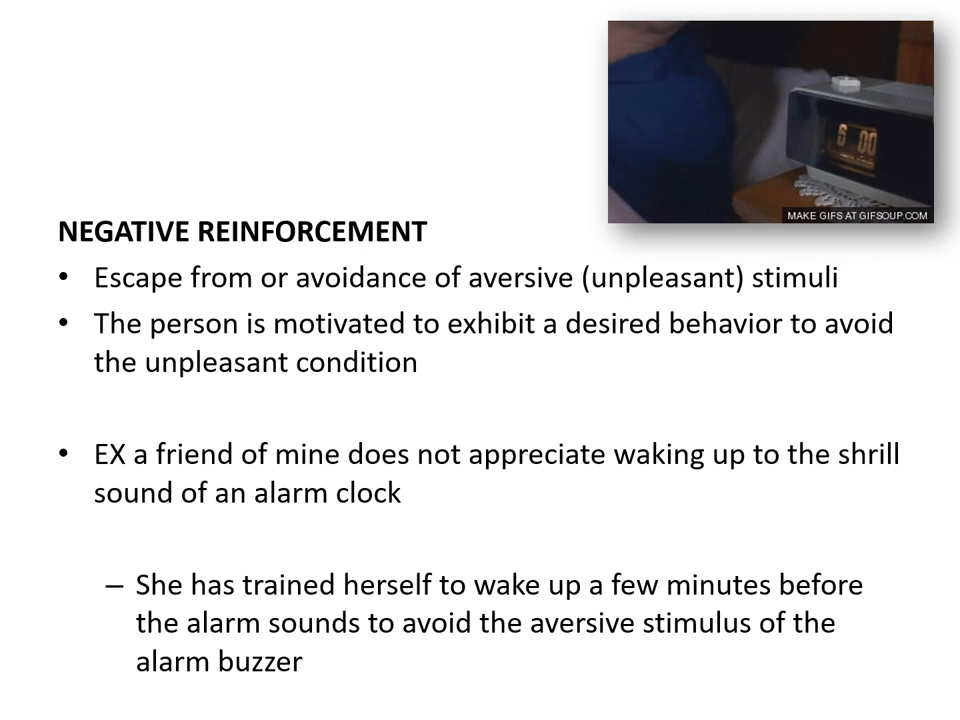 6 00
MAKE GIFS AT GIFSOUP.COM
NEGATIVE REINFORCEMENT
• Escape from or avoidance of aversive (unpleasant) stimuli
• The person is motivated to exhibit a desired behavior to avoid
the unpleasant condition
• EX a friend of mine does not appreciate waking up to the shrill
sound of an alarm clock
– She has trained herself to wake up a few minutes before
the alarm sounds to avoid the aversive stimulus of the
alarm buzzer